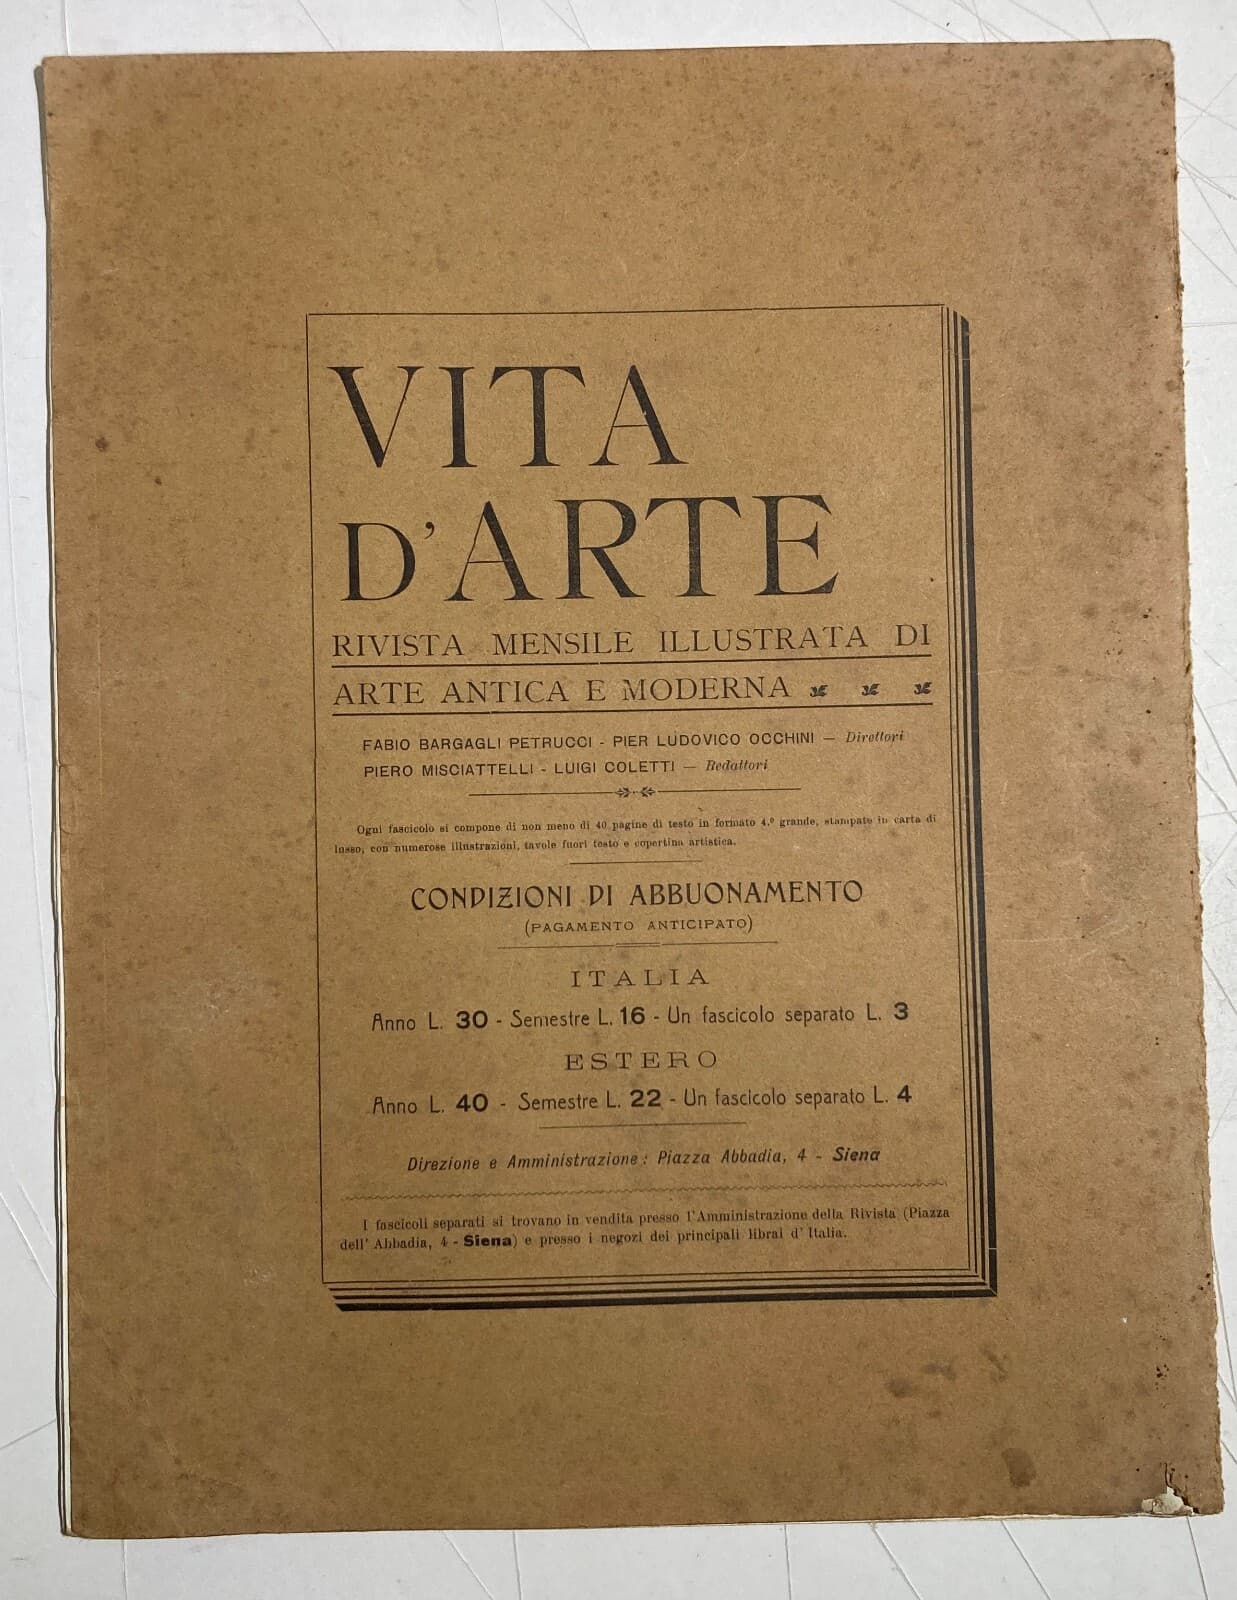 VITA
D'ARTE
RIVISTA MENSILE ILLUSTRATA DI
ARTE ANTICA E MODERNA
FABIO BARGAGLI PETRUCCI - PIER LUDOVICO OCCHINI — Direttori
PIERO MISCIATTELLI - LUIGI COLETTI — Redattori
Ogni fascicolo si compone di non meno di 40 pagine di testo in formato 4.º grande, stampate in carta di
lusso, con numerose illustrazioni, tavole fuori testo e copertina artistica.
CONDIZIONI DI ABBUONAMENTO
(PAGAMENTO ANTICIPATO)
ITALIA
Anno L. 30 - Semestre L. 16 - Un fascicolo separato L. 3
ESTERO
Anno L. 40 - Semestre L. 22 - Un fascicolo separato L. 4
Direzione e Amministrazione: Piazza Abbadia, 4 - Siena
I fascicoli separati si trovano in vendita presso l'Amministrazione della Rivista (Piazza
dell' Abbadia, 4 - Siena) e presso i negozi dei principali librai d' Italia.